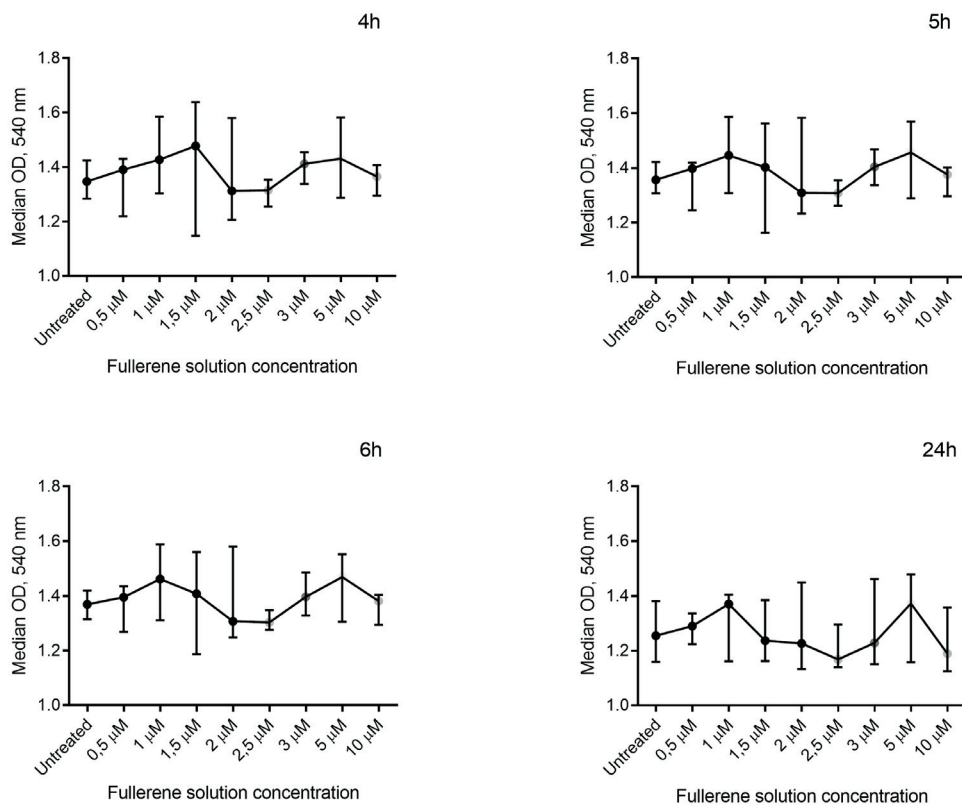 4h
Median OD, 540 nm
1.8
1.6
1.4
1.2
1.0
Untreated
0,5 µM
1 µM
1,5 µM
2 µM
2,5 µM
3 µM
5 µM
10 µM
Fullerene solution concentration
5h
Median OD, 540 nm
1.8
1.6
1.4
1.2
1.0
Untreated
0,5 µM
1 µM
1,5 µM
2 µM
2,5 µM
3 µM
5 µM
10 µM
Fullerene solution concentration
6h
Median OD, 540 nm
1.8
1.6
1.4
1.2
1.0
Untreated
0,5 µM
1 µM
1,5 µM
2 µM
2,5 µM
3 µM
5 µM
10 µM
Fullerene solution concentration
24h
Median OD, 540 nm
1.8
1.6
1.4
1.2
1.0
Untreated
0,5 µM
1 µM
1,5 µM
2 µM
2,5 µM
3 µM
5 µM
10 µM
Fullerene solution concentration